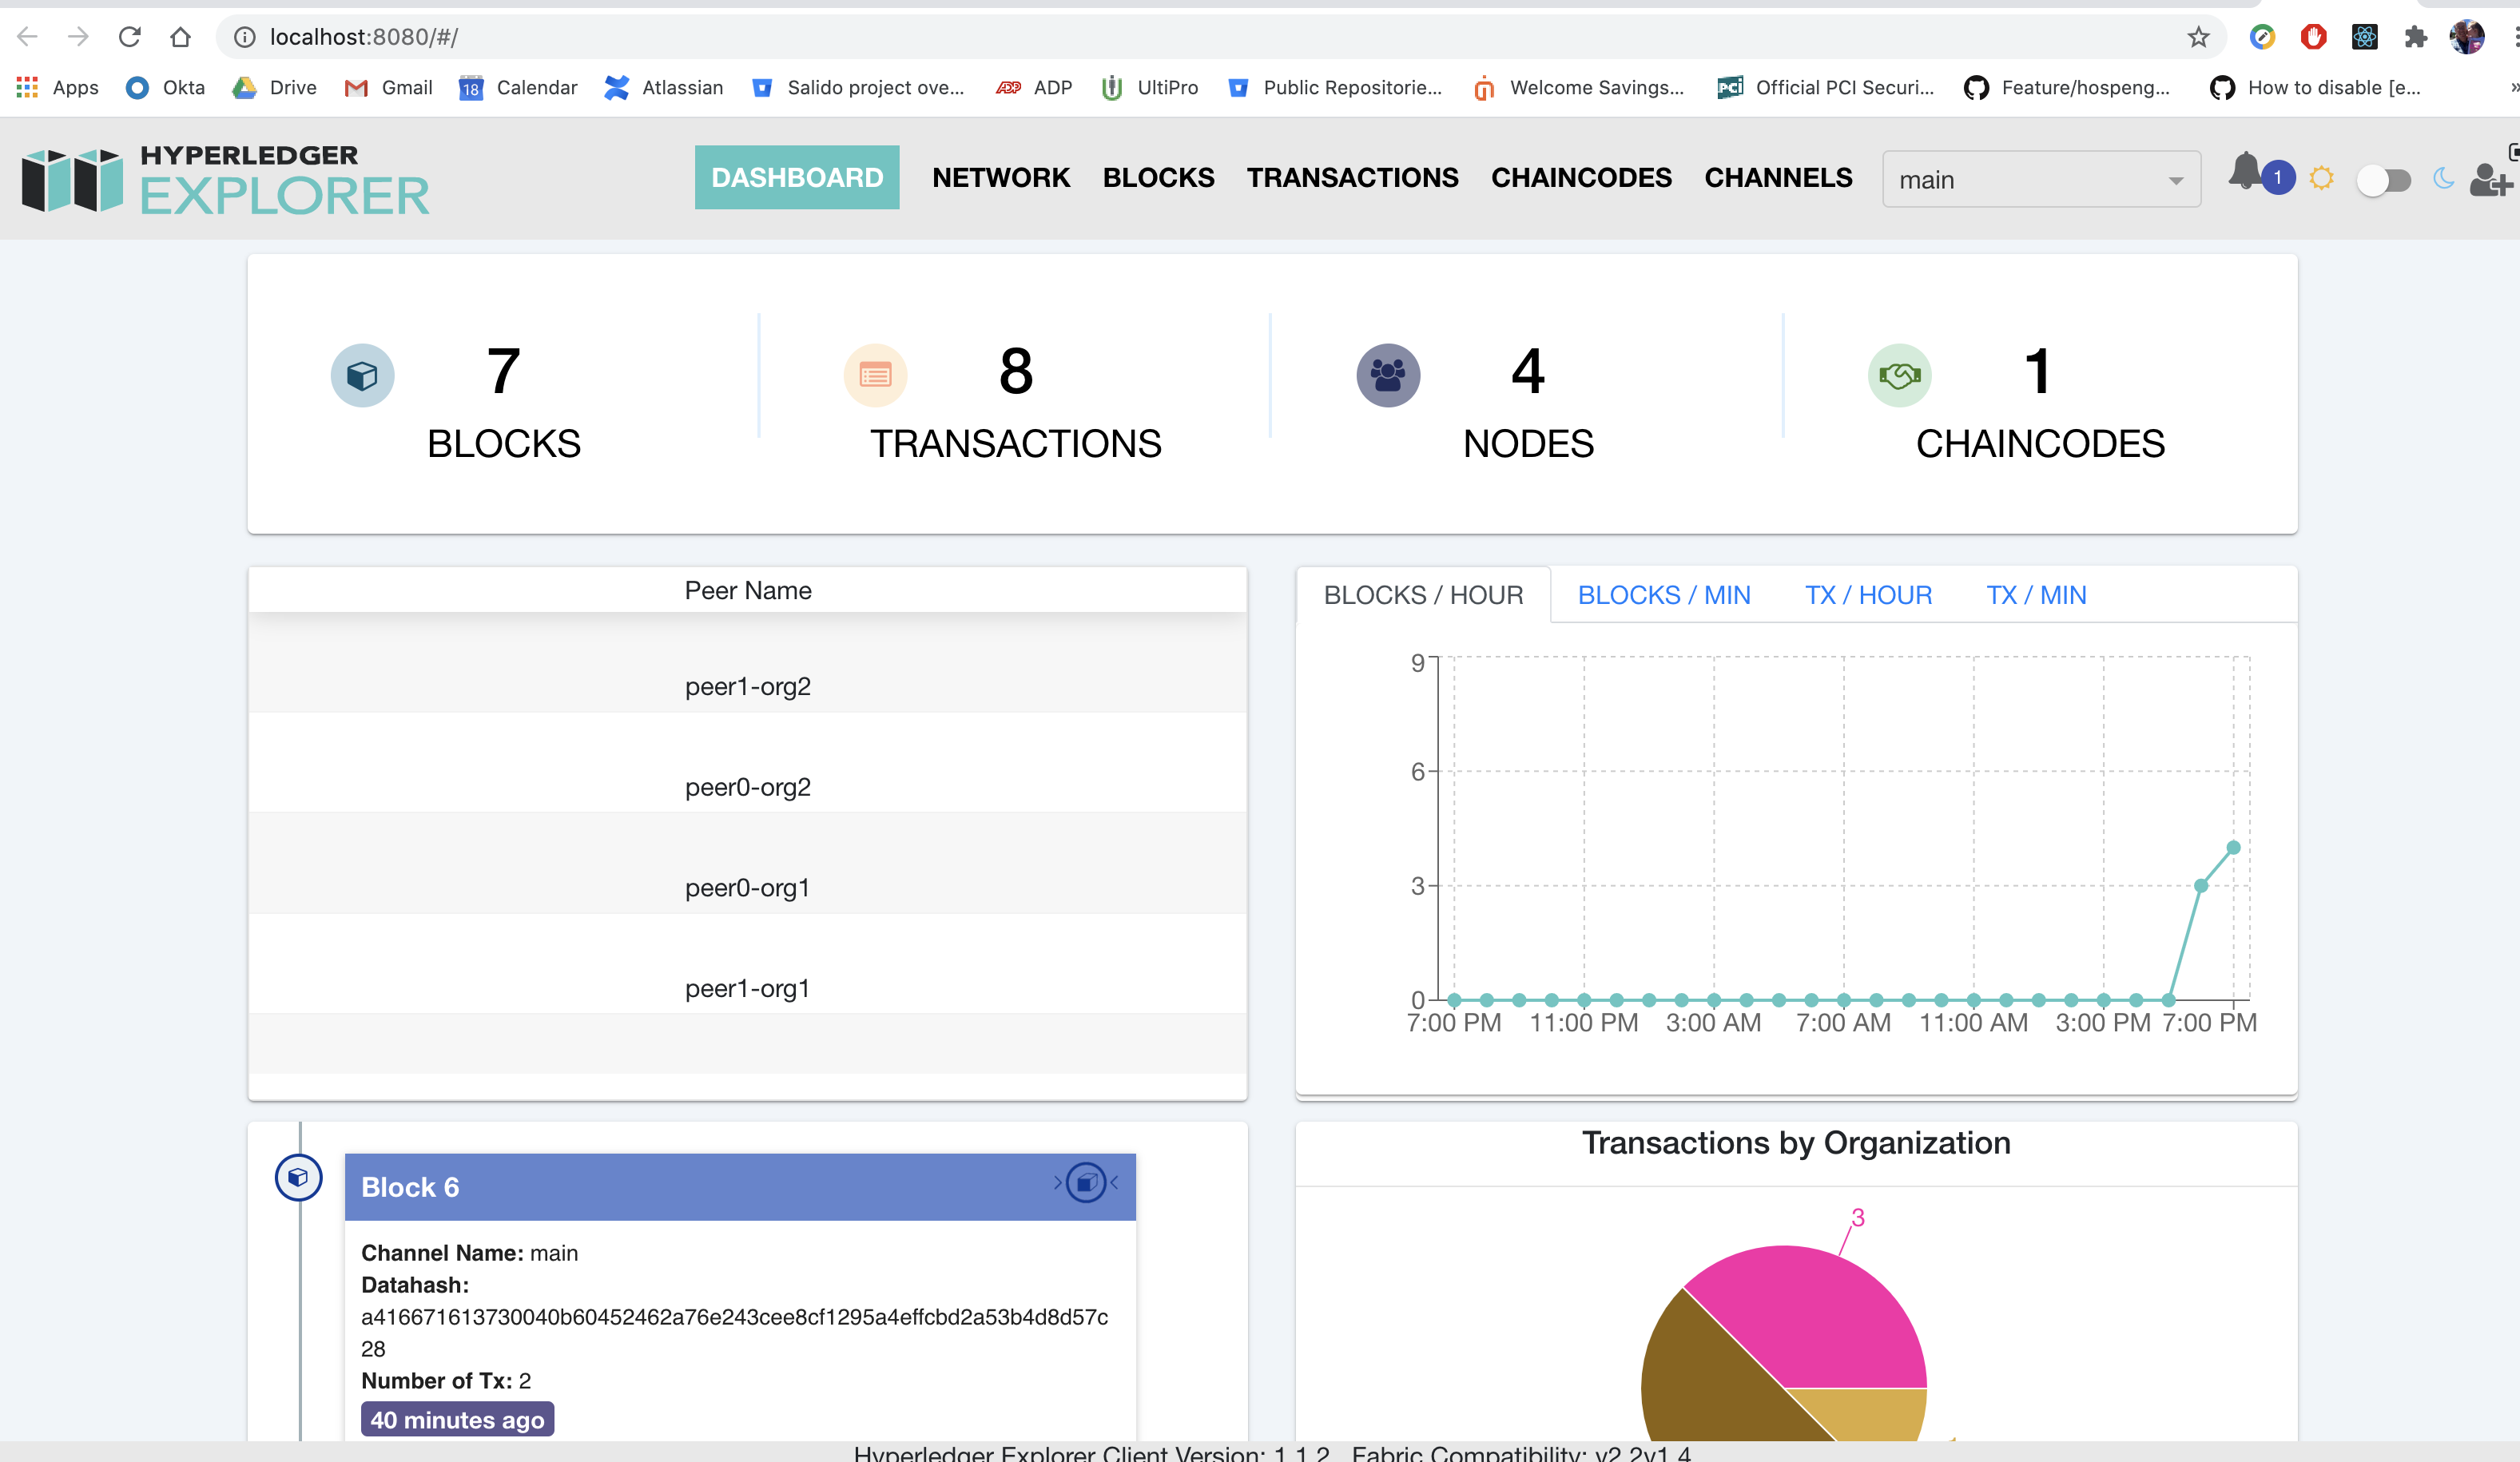 localhost:8080/#/
Apps Okta Drive Gmail 18 Calendar Atlassian Salido project ove... ADP ADP UltiPro Public Repositorie... Welcome Savings... PCI Official PCI Securi... Feature/hospeng... How to disable [e... »
HYPERLEDGER
EXPLORER
DASHBOARD NETWORK BLOCKS TRANSACTIONS CHAINCODES CHANNELS main 1
7 8 4 1
BLOCKS TRANSACTIONS NODES CHAINCODES
Peer Name
peer1-org2
peer0-org2
peer0-org1
peer1-org1
BLOCKS / HOUR BLOCKS / MIN TX / HOUR TX / MIN
9
6
3
0
7:00 PM 11:00 PM 3:00 AM 7:00 AM 11:00 AM 3:00 PM 7:00 PM
Block 6
Channel Name: main
Datahash:
a416671613730040b60452462a76e243cee8cf1295a4effcbd2a53b4d8d57c
28
Number of Tx: 2
40 minutes ago
Transactions by Organization
3
Hyperledger Explorer Client Version: 1.1.2 Fabric Compatibility: v2.2v1.4